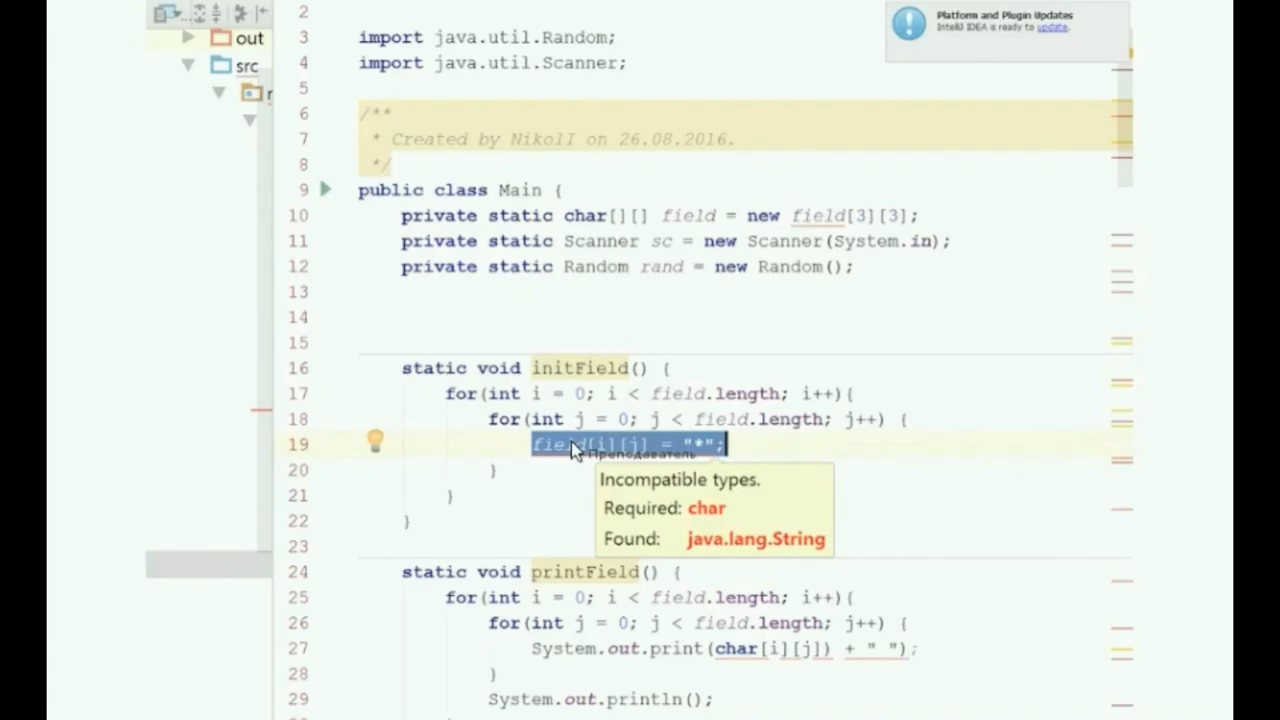 Platform and Plugin Updates
IntelliJ IDEA is ready to update.
out
src
2
3 import java.util.Random;
4 import java.util.Scanner;
5
6 /**
7 * Created by NikolI on 26.08.2016.
8 */
9 public class Main {
10 private static char[][] field = new field[3][3];
11 private static Scanner sc = new Scanner(System.in);
12 private static Random rand = new Random();
13
14
15
16 static void initField() {
17 for(int i = 0; i < field.length; i++){
18 for(int j = 0; j < field.length; j++) {
19 field[i][j] = "*";
Преподаватель
20 }
21 }
22 }
Incompatible types.
Required: char
Found: java.lang.String
23
24 static void printField() {
25 for(int i = 0; i < field.length; i++){
26 for(int j = 0; j < field.length; j++) {
27 System.out.print(char[i][j]) + " ");
28 }
29 System.out.println();